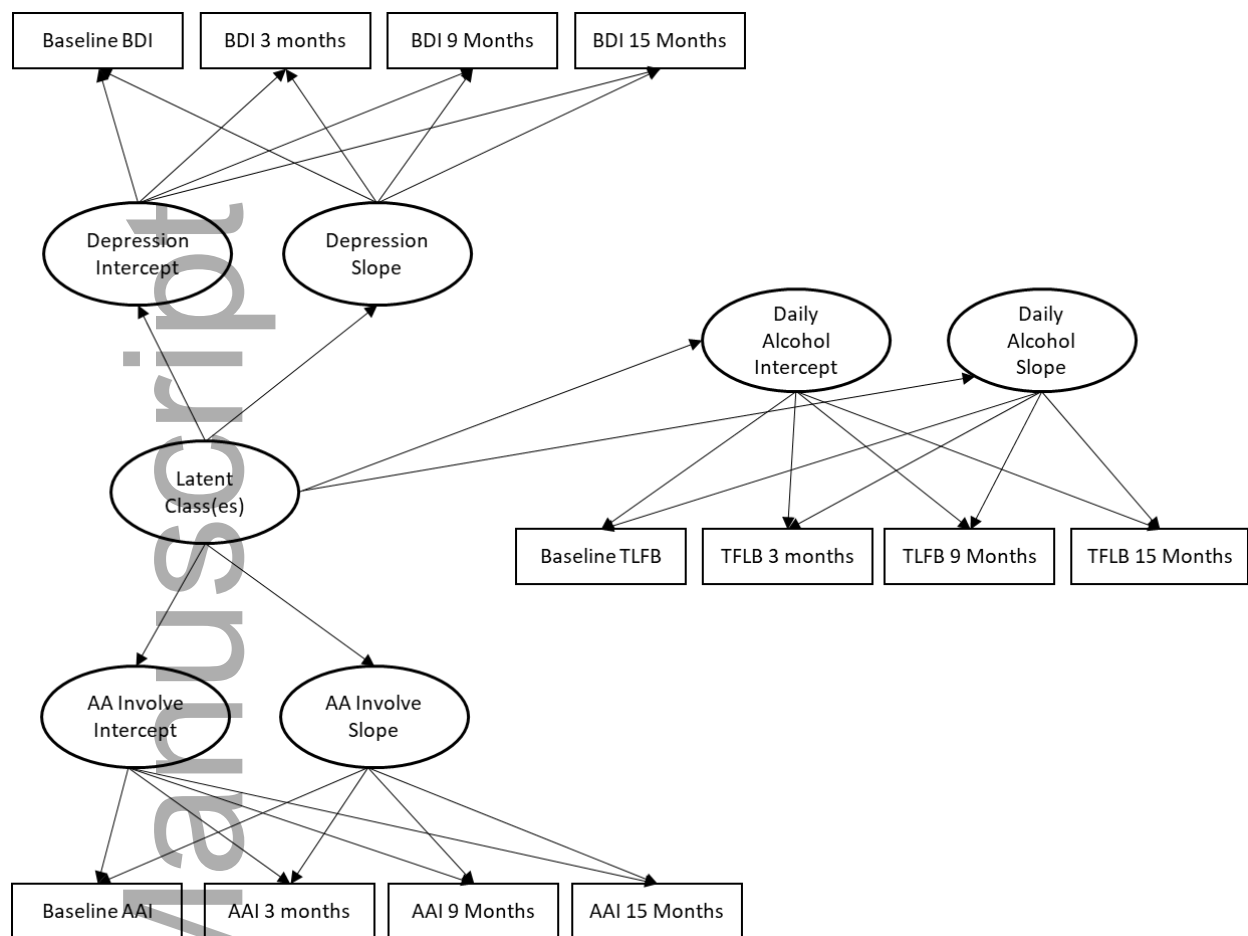 Baseline BDI
BDI 3 months
BDI 9 Months
BDI 15 Months
Depression
Intercept
Depression
Slope
Daily
Alcohol
Intercept
Daily
Alcohol
Slope
Latent
Class(es)
Baseline TLFB
TFLB 3 months
TLFB 9 Months
TFLB 15 Months
AA Involve
Intercept
AA Involve
Slope
Baseline AAI
AAI 3 months
AAI 9 Months
AAI 15 Months
Manuscript